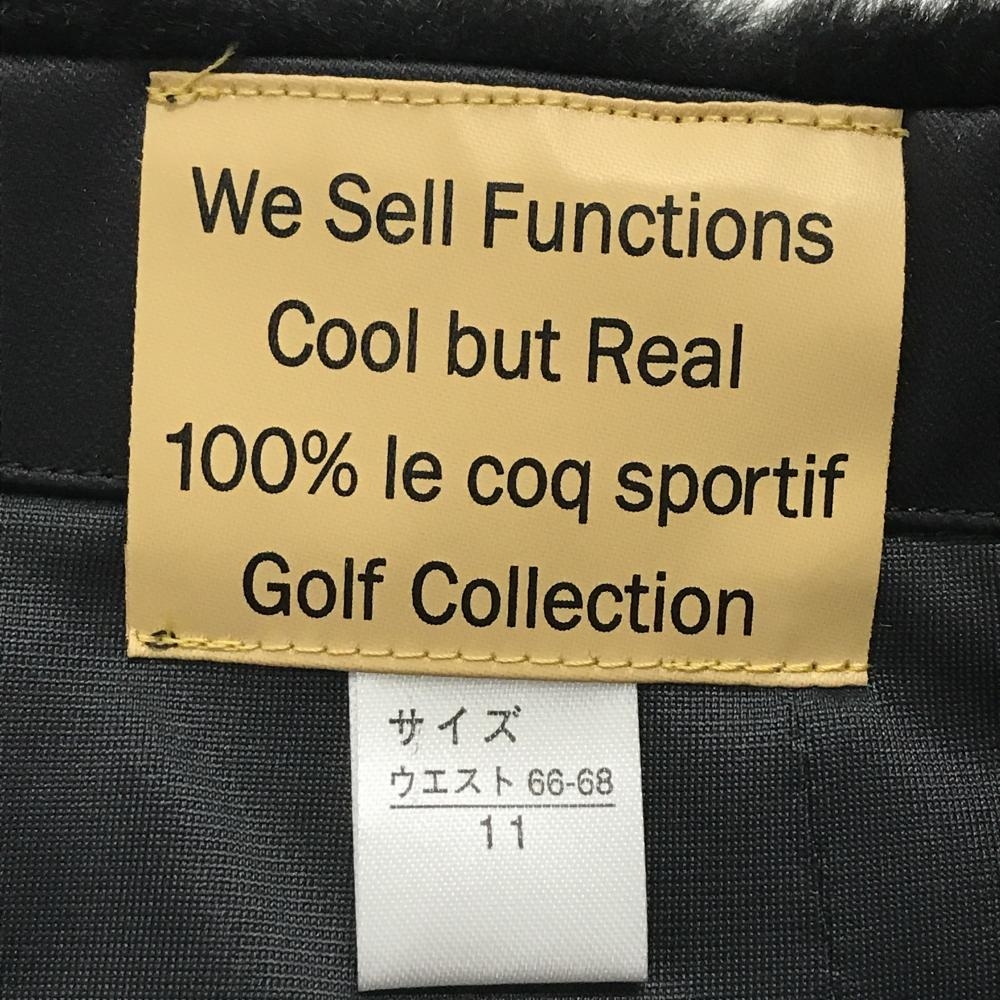 We Sell Functions
Cool but Real
100% le coq sportif
Golf Collection
サイズ
ウエスト 66-68
11